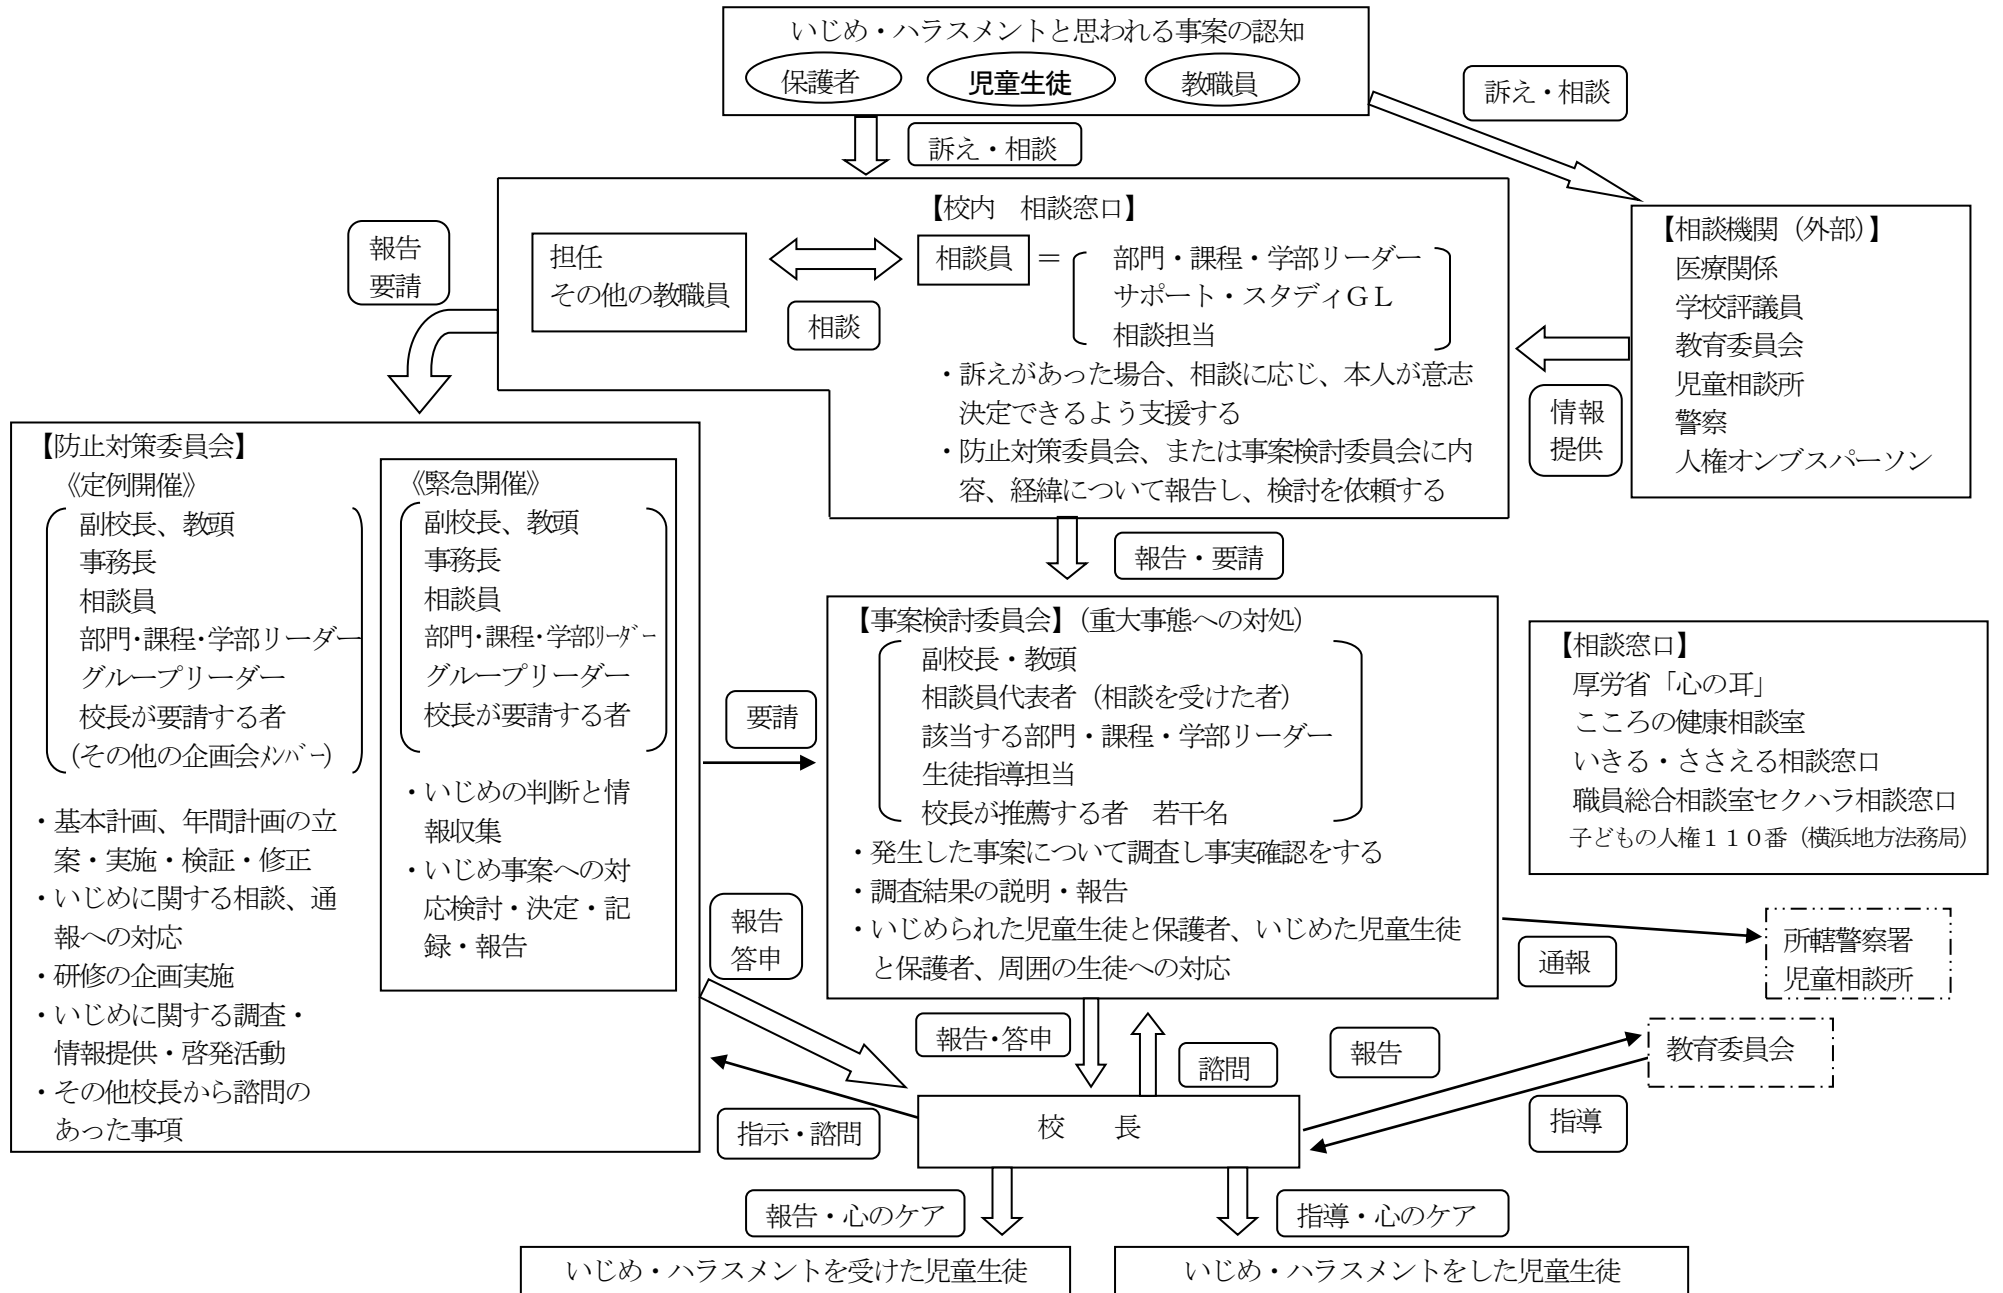 いじめ・ハラスメントと思われる事案の認知
保護者
児童生徒
教職員
訴え・相談
訴え・相談
【校内　相談窓口】
担任
その他の教職員
相談
相談員
＝
部門・課程・学部リーダー
サポート・スタディＧＬ
相談担当
・訴えがあった場合、相談に応じ、本人が意志
決定できるよう支援する
・防止対策委員会、または事案検討委員会に内
容、経緯について報告し、検討を依頼する
【相談機関（外部）】
医療関係
学校評議員
教育委員会
児童相談所
警察
人権オンブスパーソン
情報
提供
報告
要請
【防止対策委員会】
《定例開催》
副校長、教頭
事務長
相談員
部門・課程・学部リーダー
グループリーダー
校長が要請する者
（その他の企画会ﾒﾝﾊﾞｰ）
・基本計画、年間計画の立
案・実施・検証・修正
・いじめに関する相談、通
報への対応
・研修の企画実施
・いじめに関する調査・
情報提供・啓発活動
・その他校長から諮問の
あった事項
《緊急開催》
副校長、教頭
事務長
相談員
部門・課程・学部ﾘｰﾀﾞｰ
グループリーダー
校長が要請する者
・いじめの判断と情
報収集
・いじめ事案への対
応検討・決定・記
録・報告
報告・要請
要請
【事案検討委員会】（重大事態への対処）
副校長・教頭
相談員代表者（相談を受けた者）
該当する部門・課程・学部リーダー
生徒指導担当
校長が推薦する者　若干名
・発生した事案について調査し事実確認をする
・調査結果の説明・報告
・いじめられた児童生徒と保護者、いじめた児童生徒
と保護者、周囲の生徒への対応
【相談窓口】
厚労省「心の耳」
こころの健康相談室
いきる・ささえる相談窓口
職員総合相談室セクハラ相談窓口
子どもの人権１１０番（横浜地方法務局）
報告
答申
通報
所轄警察署
児童相談所
報告・答申
諮問
報告
教育委員会
指導
指示・諮問
校　　長
報告・心のケア
指導・心のケア
いじめ・ハラスメントを受けた児童生徒
いじめ・ハラスメントをした児童生徒